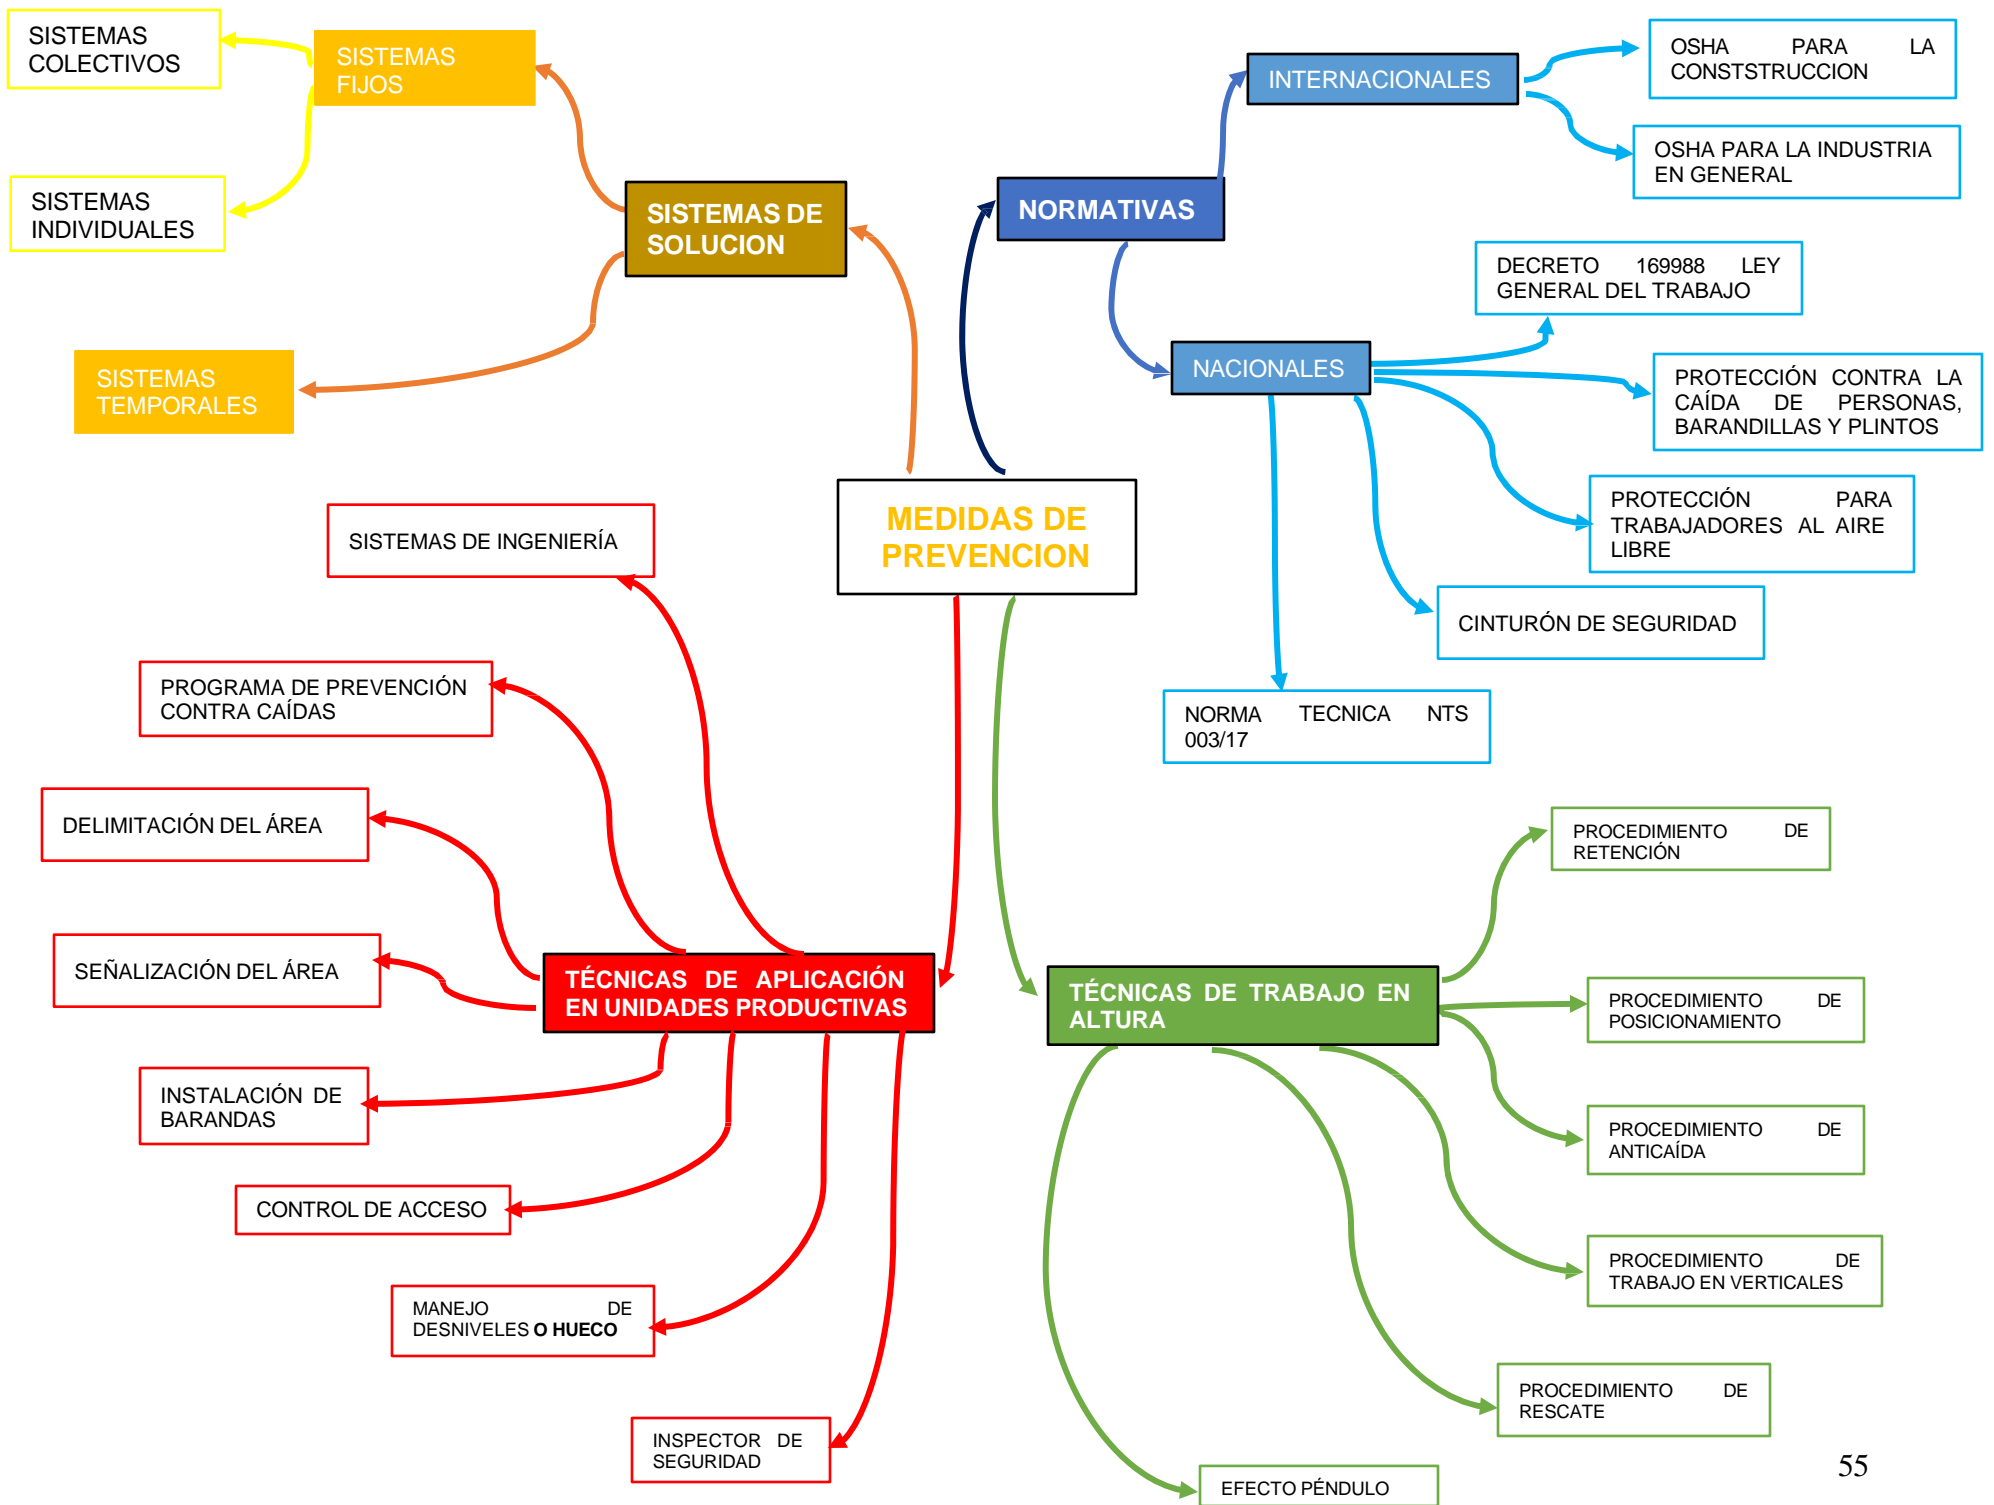 SISTEMAS
COLECTIVOS
SISTEMAS
FIJOS
SISTEMAS
INDIVIDUALES
SISTEMAS DE
SOLUCION
SISTEMAS
TEMPORALES
NORMATIVAS
INTERNACIONALES
OSHA PARA LA
CONSTSTRUCCION
OSHA PARA LA INDUSTRIA
EN GENERAL
NACIONALES
DECRETO 169988 LEY
GENERAL DEL TRABAJO
PROTECCIÓN CONTRA LA
CAÍDA DE PERSONAS,
BARANDILLAS Y PLINTOS
PROTECCIÓN PARA
TRABAJADORES AL AIRE
LIBRE
CINTURÓN DE SEGURIDAD
NORMA TECNICA NTS
003/17
MEDIDAS DE
PREVENCION
SISTEMAS DE INGENIERÍA
PROGRAMA DE PREVENCIÓN
CONTRA CAÍDAS
DELIMITACIÓN DEL ÁREA
SEÑALIZACIÓN DEL ÁREA
TÉCNICAS DE APLICACIÓN
EN UNIDADES PRODUCTIVAS
INSTALACIÓN DE
BARANDAS
CONTROL DE ACCESO
MANEJO DE
DESNIVELES O HUECO
INSPECTOR DE
SEGURIDAD
TÉCNICAS DE TRABAJO EN
ALTURA
PROCEDIMIENTO DE
RETENCIÓN
PROCEDIMIENTO DE
POSICIONAMIENTO
PROCEDIMIENTO DE
ANTICAÍDA
PROCEDIMIENTO DE
TRABAJO EN VERTICALES
PROCEDIMIENTO DE
RESCATE
EFECTO PÉNDULO
55